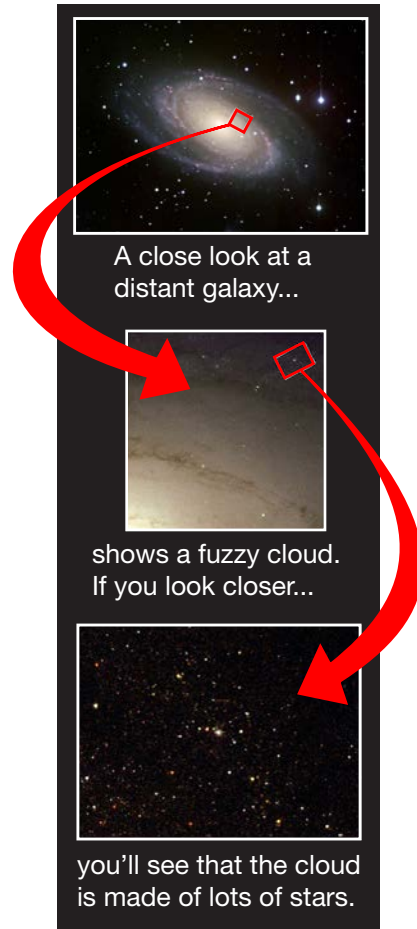 A close look at a
distant galaxy...
shows a fuzzy cloud.
If you look closer...
you'll see that the cloud
is made of lots of stars.